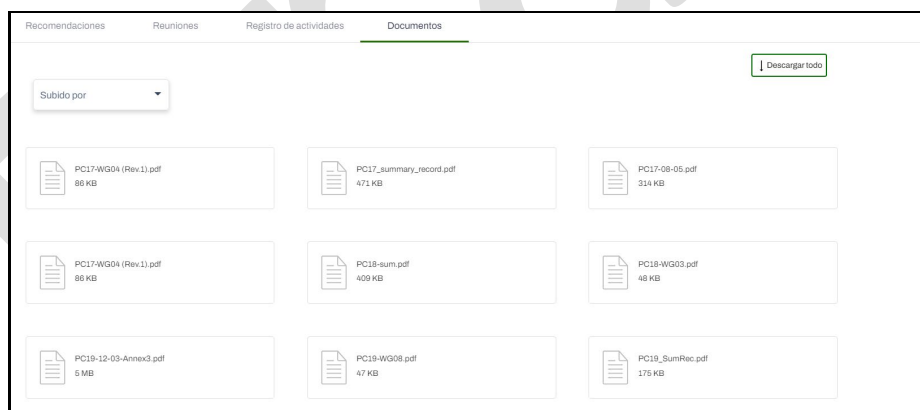 Recomendaciones Reuniones Registro de actividades Documentos
Descargar todo
Subido por
PC17-WG04 (Rev.1).pdf
86 KB
PC17_summary_record.pdf
471 KB
PC17-08-05.pdf
314 KB
PC17-WG04 (Rev.1).pdf
86 KB
PC18-sum.pdf
409 KB
PC18-WG03.pdf
48 KB
PC19-12-03-Annex3.pdf
5 MB
PC19-WG08.pdf
47 KB
PC19_SumRec.pdf
175 KB